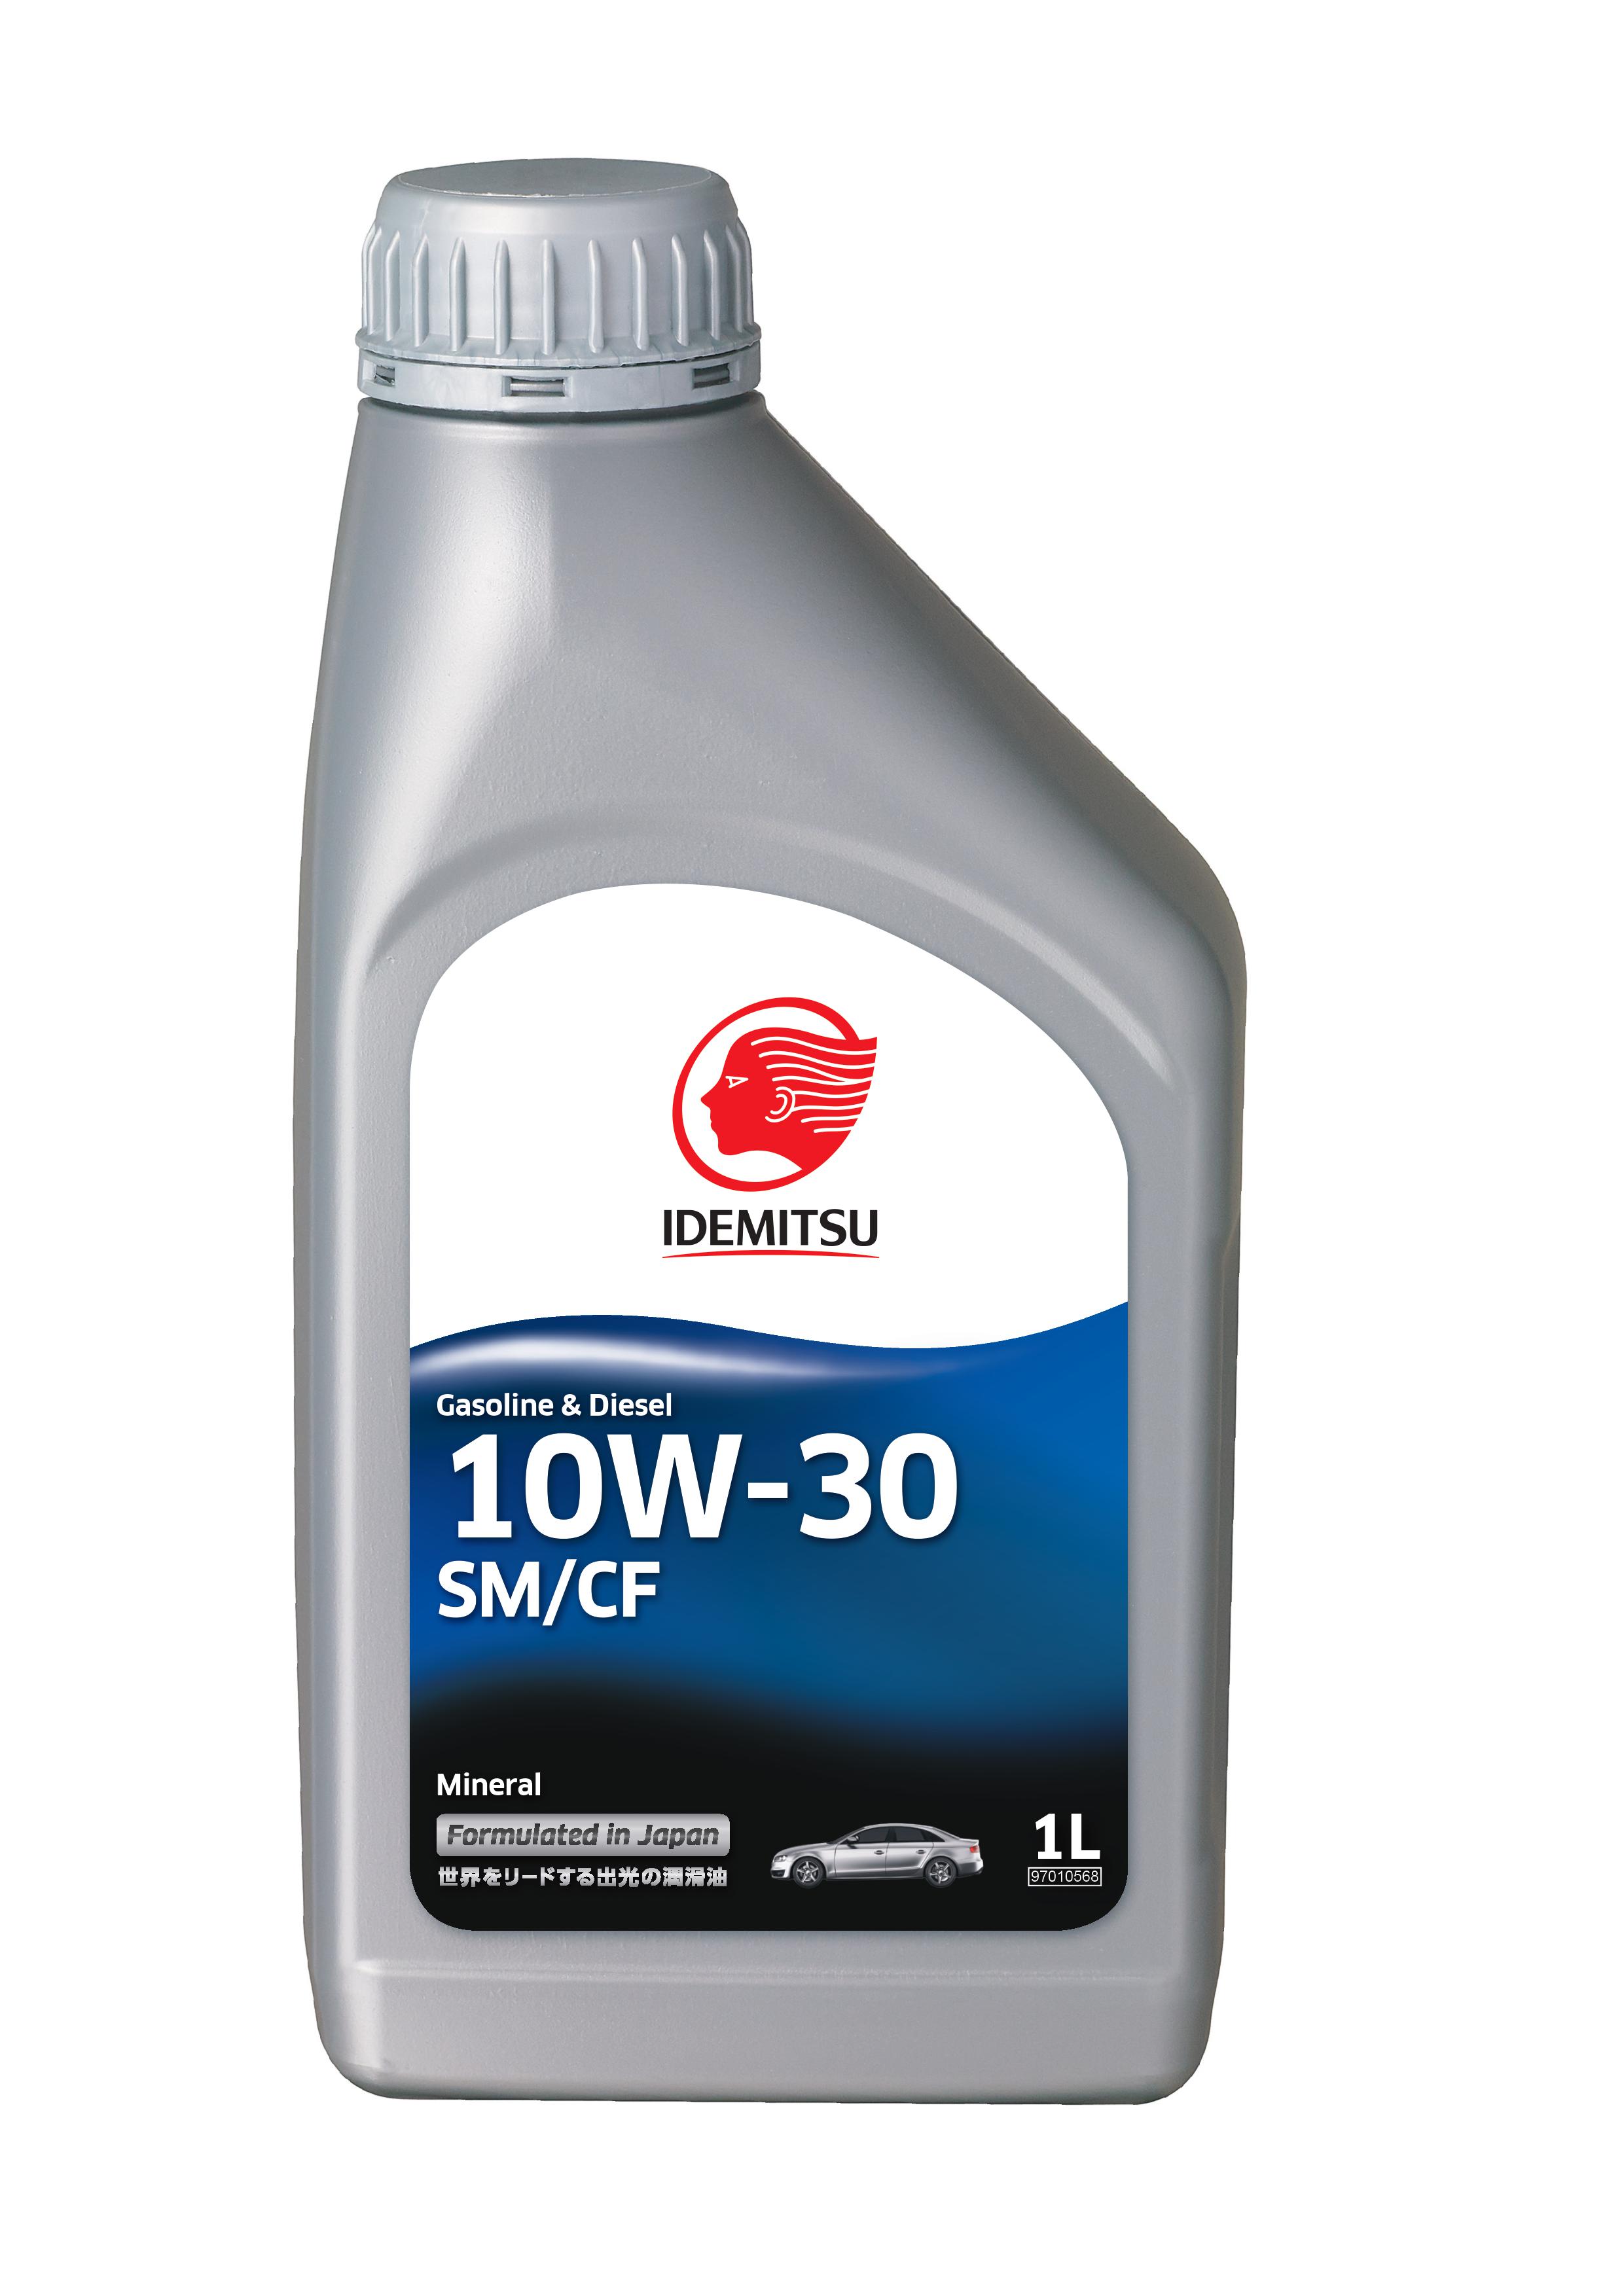 IDEMITSU
Gasoline & Diesel
10W-30
SM/CF
Mineral
Formulated in Japan
世界をリードする出光の潤滑油
1L
97010568